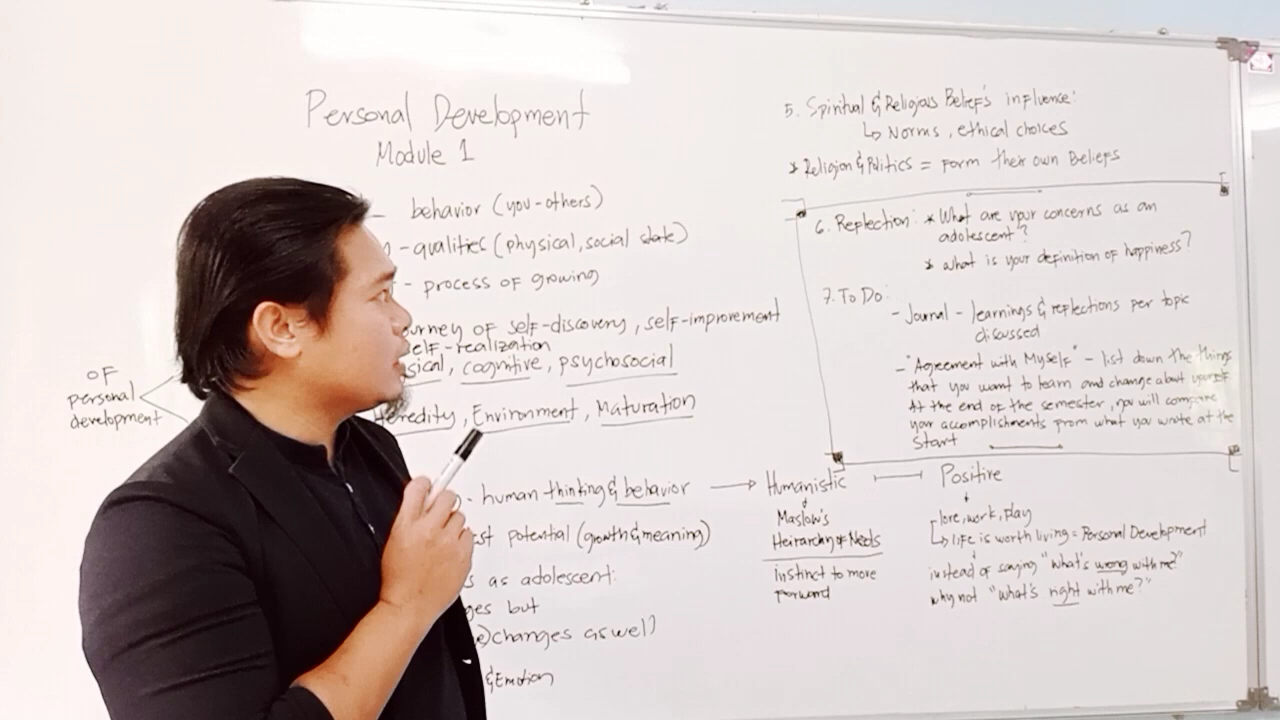 Personal Development
Module 1
- behavior (you-others)
- qualities (physical, social state)
- process of growing
ourney of self-discovery, self-improvement
self-realization
sical, cognitive, psychosocial
of
personal
development
Heredity, Environment, Maturation
- human thinking & behavior → Humanistic
st potential (growth & meaning)
s as adolescent:
ges but
e) changes as well)
& Emotion
Maslow's
Heirarchy of Needs
instinct to move
forward
Positive
love, work, play
↳ life is worth living = Personal Development
instead of saying "what's wrong with me?"
why not "what's right with me?"
5. Spiritual & Religious Belief's influence:
↳ Norms, ethical choices
* Religion & Politics = form their own Beliefs
6. Reflection: * What are your concerns as an
adolescent?
* what is your definition of happiness?
7. To Do:
- Journal - learnings & reflections per topic
discussed
- "Agreement with Myself" - list down the things
that you want to learn and change about yourself
At the end of the semester, you will compare
your accomplishments from what you wrote at the
start